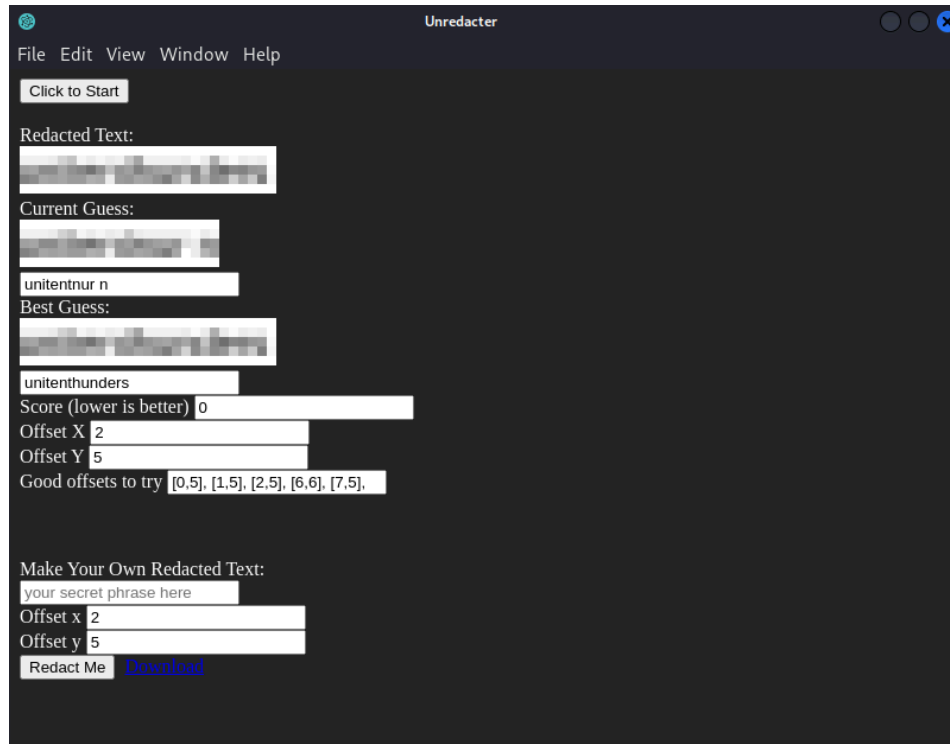 Unredacter
File Edit View Window Help
Click to Start
Redacted Text:
Current Guess:
unitentnur n
Best Guess:
unitenthunders
Score (lower is better) 0
Offset X 2
Offset Y 5
Good offsets to try [0,5], [1,5], [2,5], [6,6], [7,5],
Make Your Own Redacted Text:
your secret phrase here
Offset x 2
Offset y 5
Redact Me Download